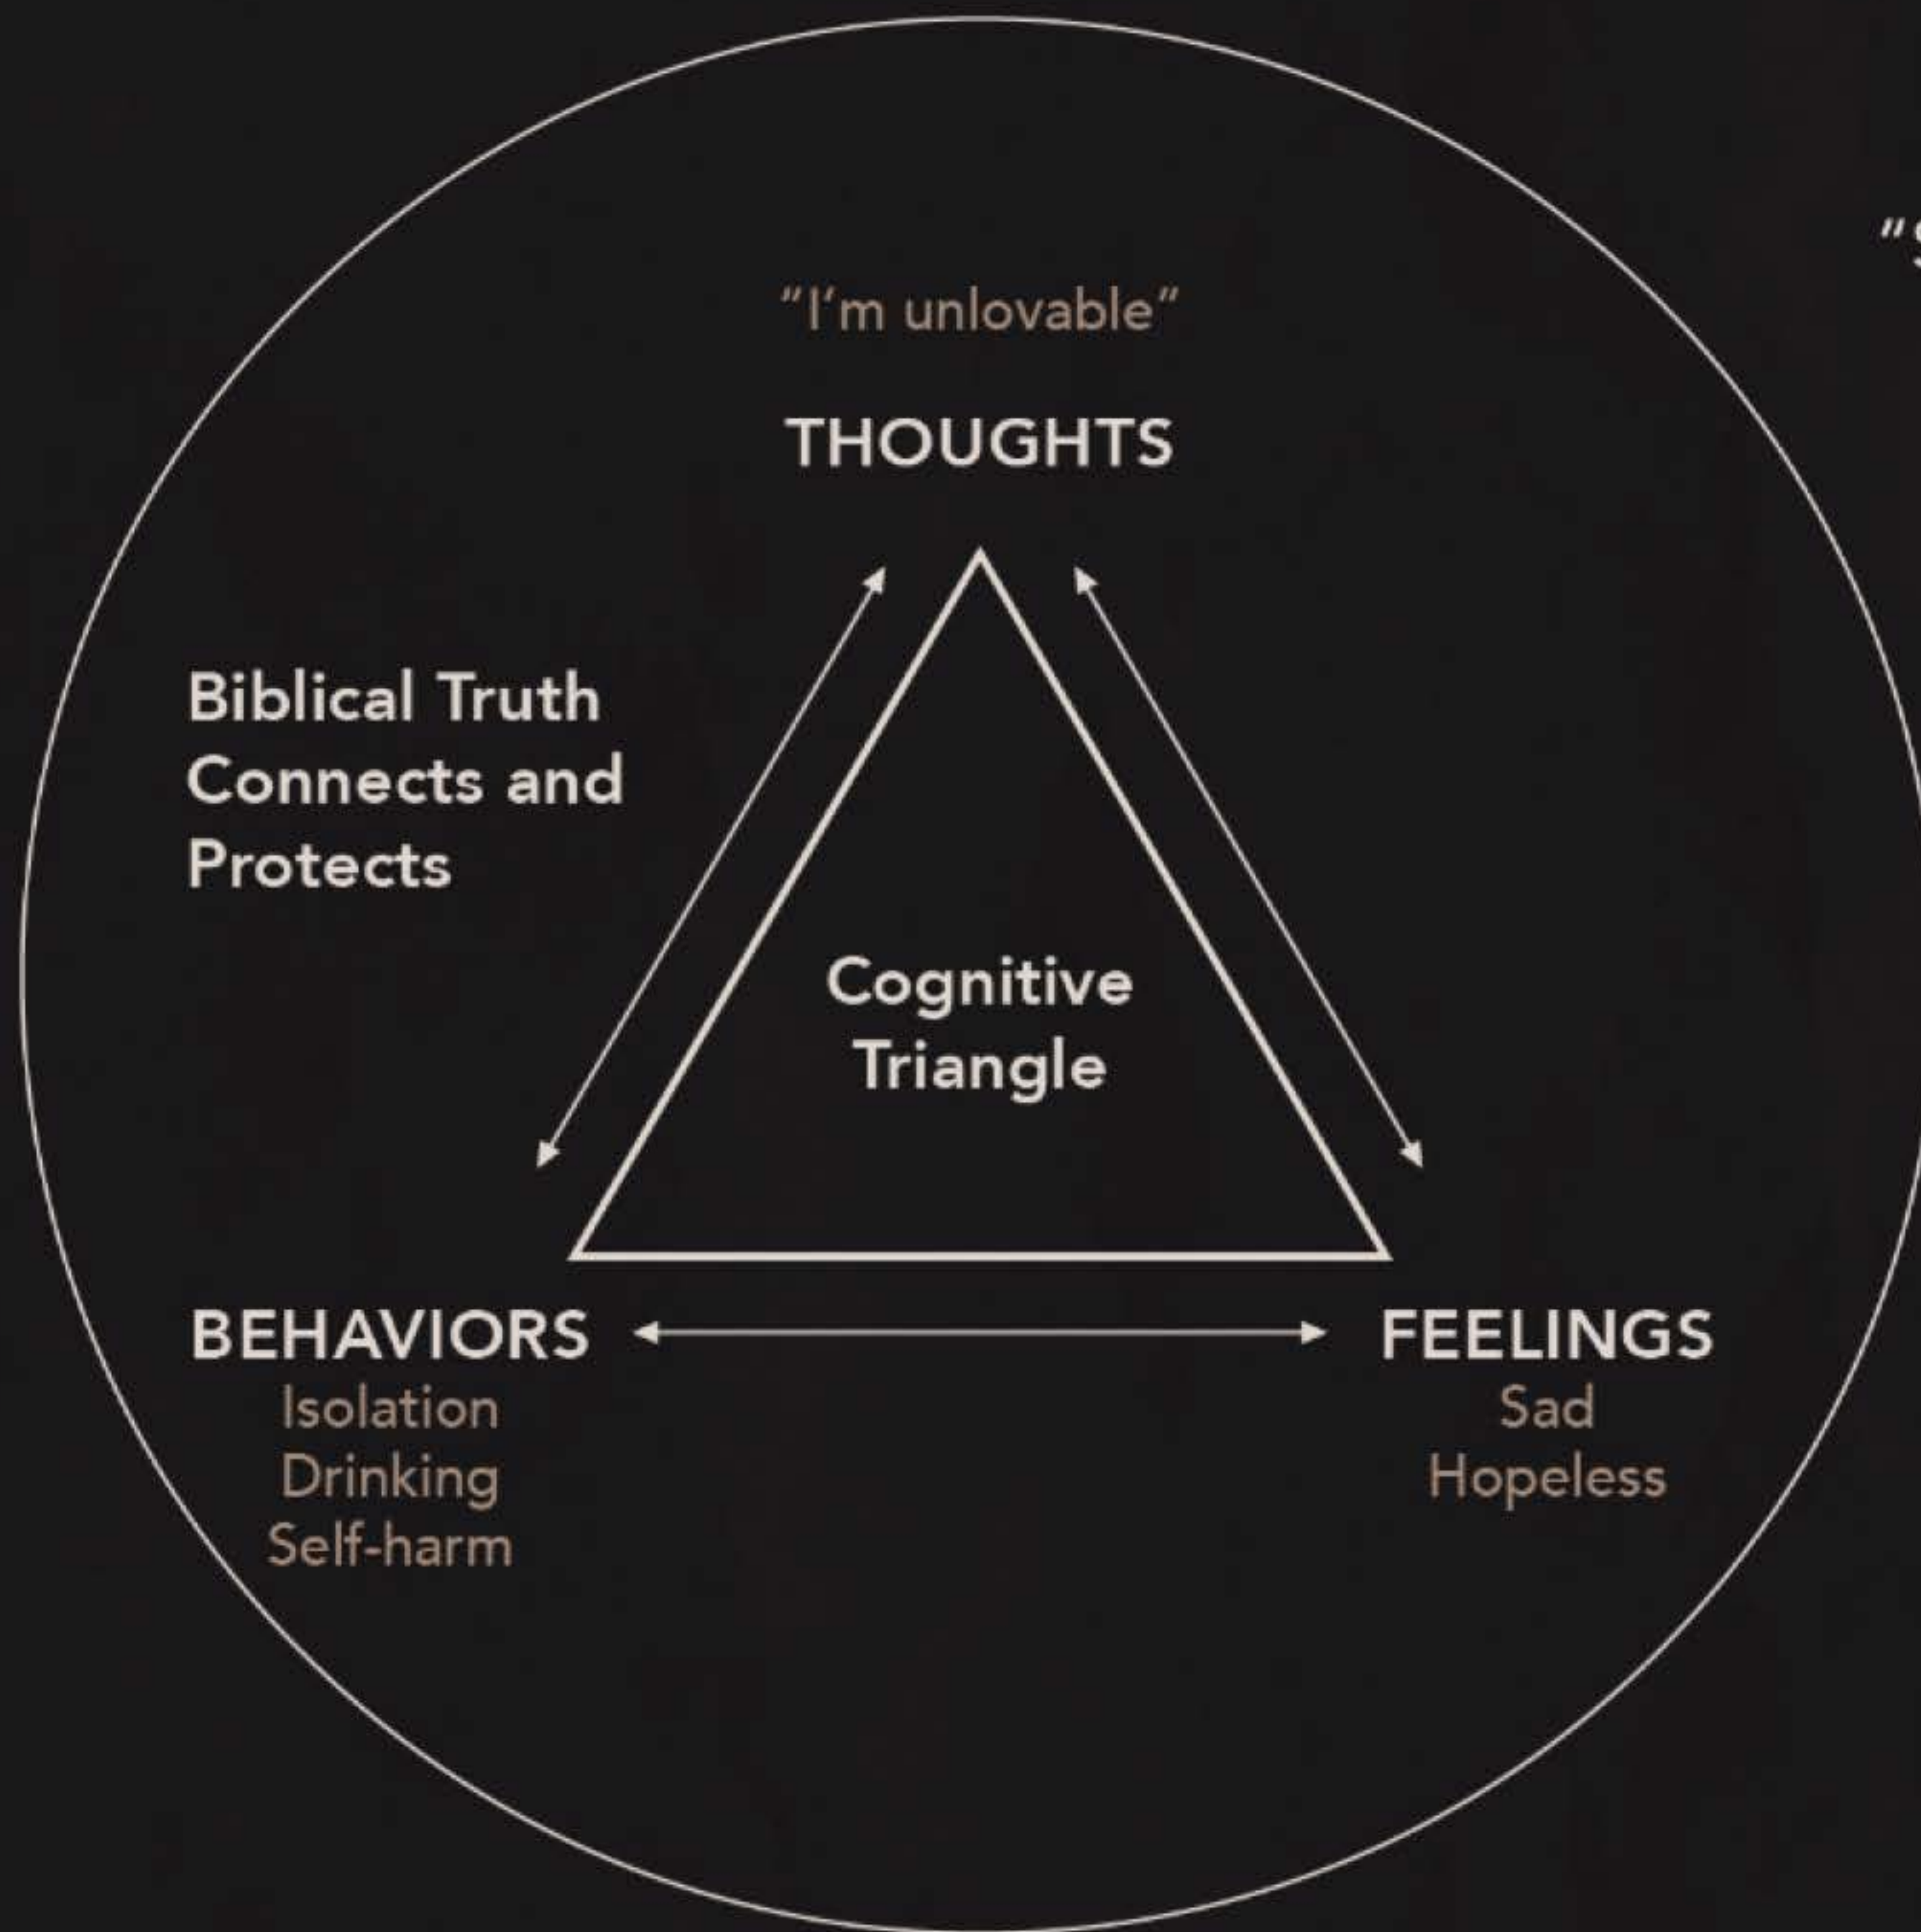 "I'm unlovable"
THOUGHTS
Biblical Truth
Connects and
Protects
Cognitive
Triangle
BEHAVIORS
Isolation
Drinking
Self-harm
FEELINGS
Sad
Hopeless